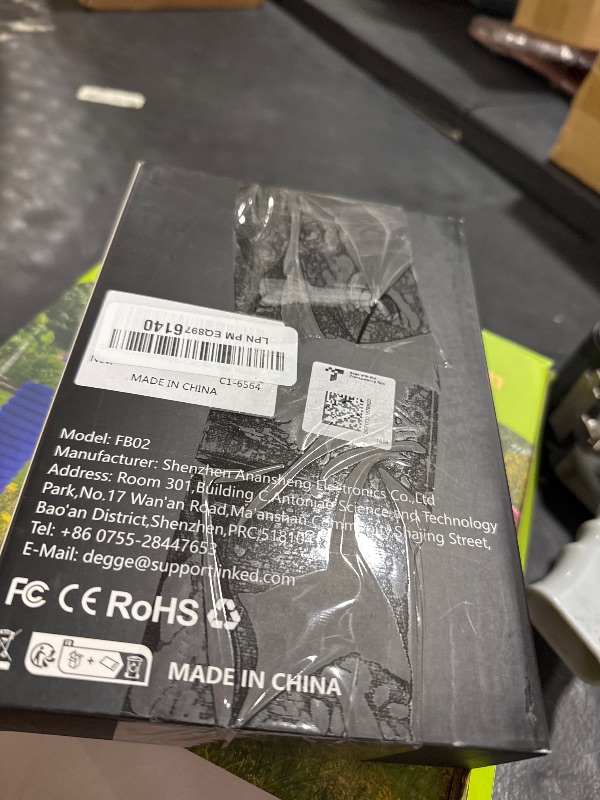 LPN PM EQ8976140
C1-6564
MADE IN CHINA
Model: FB02
Manufacturer: Shenzhen Anansheng Electronics Co.,Ltd
Address: Room 301,Building C,Antongda Science and Technology
Park,No.17 Wan'an Road,Ma'anshan Community,Shajing Street,
Bao'an District,Shenzhen,PRC,518102
Tel: +86 0755-28447653
E-Mail: degge@supportlinked.com
FC CE RoHS
MADE IN CHINA